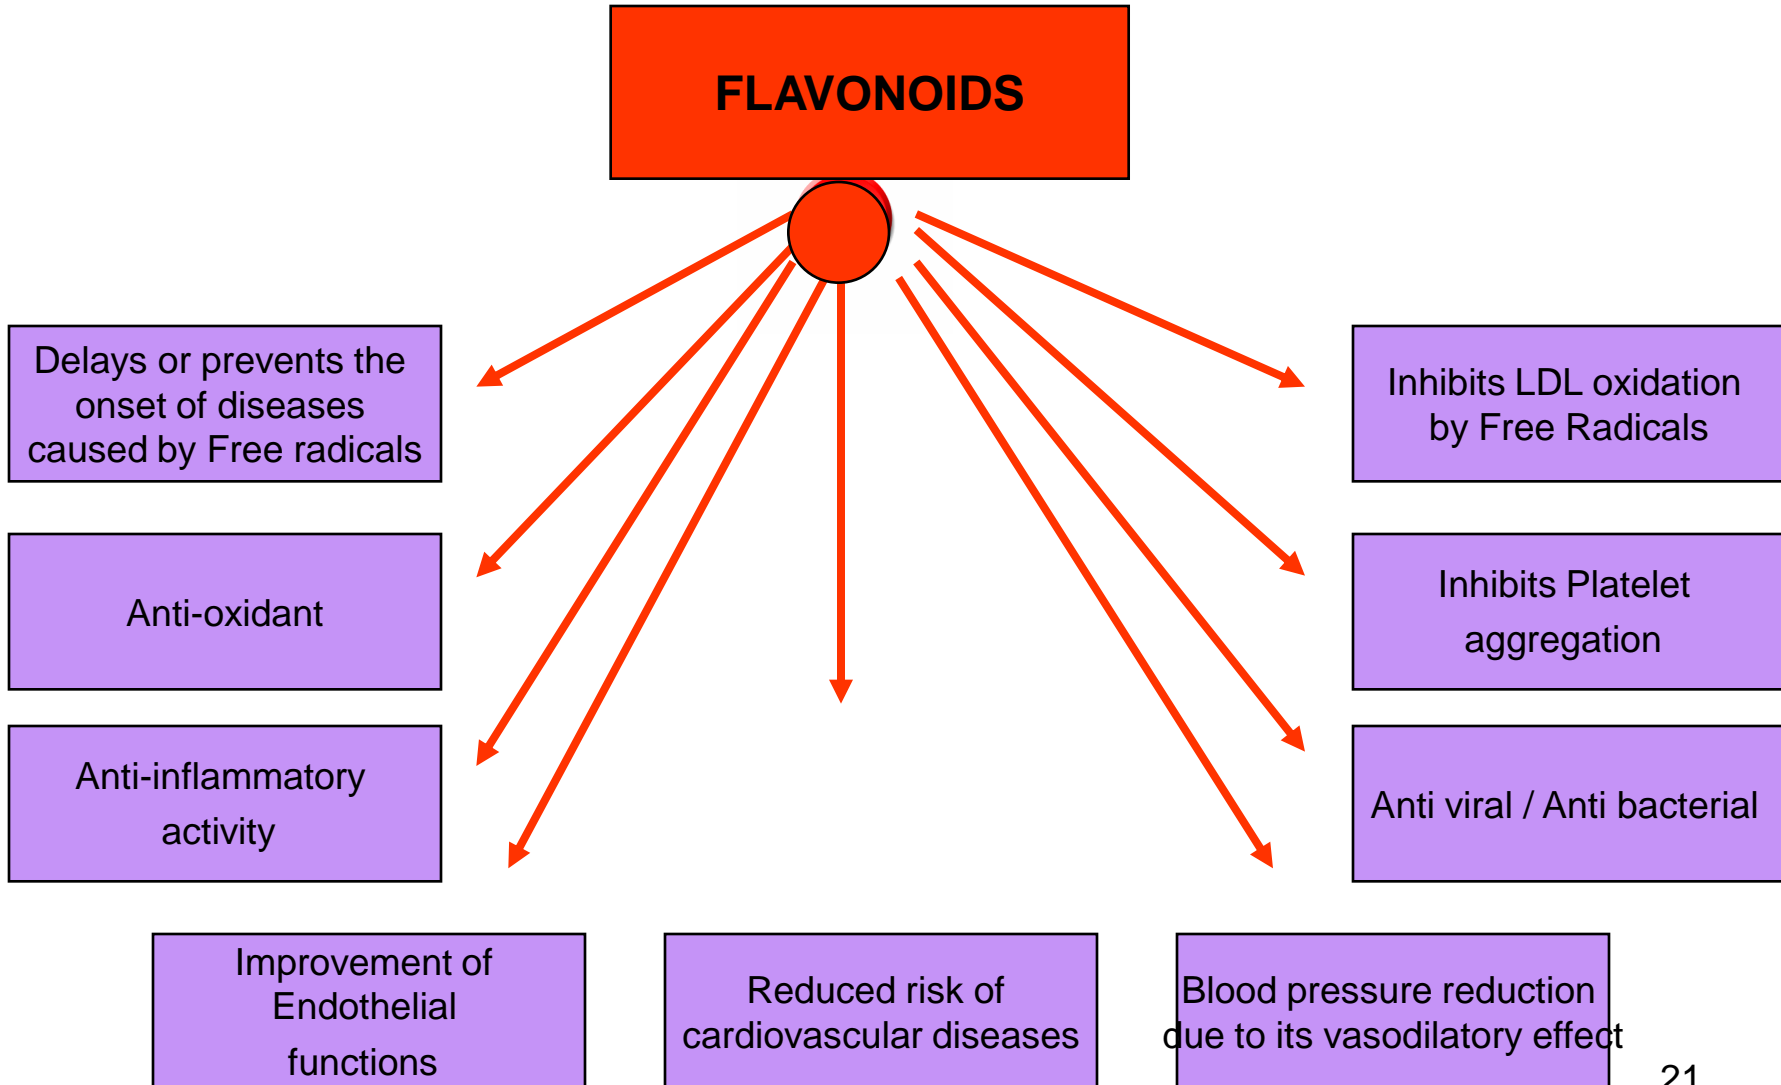 FLAVONOIDS
Delays or prevents the
onset of diseases
caused by Free radicals
Inhibits LDL oxidation
by Free Radicals
Anti-oxidant
Inhibits Platelet
aggregation
Anti-inflammatory
activity
Anti viral / Anti bacterial
Improvement of
Endothelial
functions
Reduced risk of
cardiovascular diseases
Blood pressure reduction
due to its vasodilatory effect
21